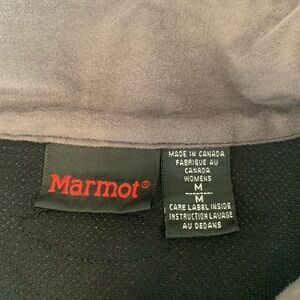 Marmot®
MADE IN CANADA
FABRIQUE AU
CANADA
WOMENS
M
M
CARE LABEL INSIDE
INSTRUCTION LAVAGE
AU DEDANS